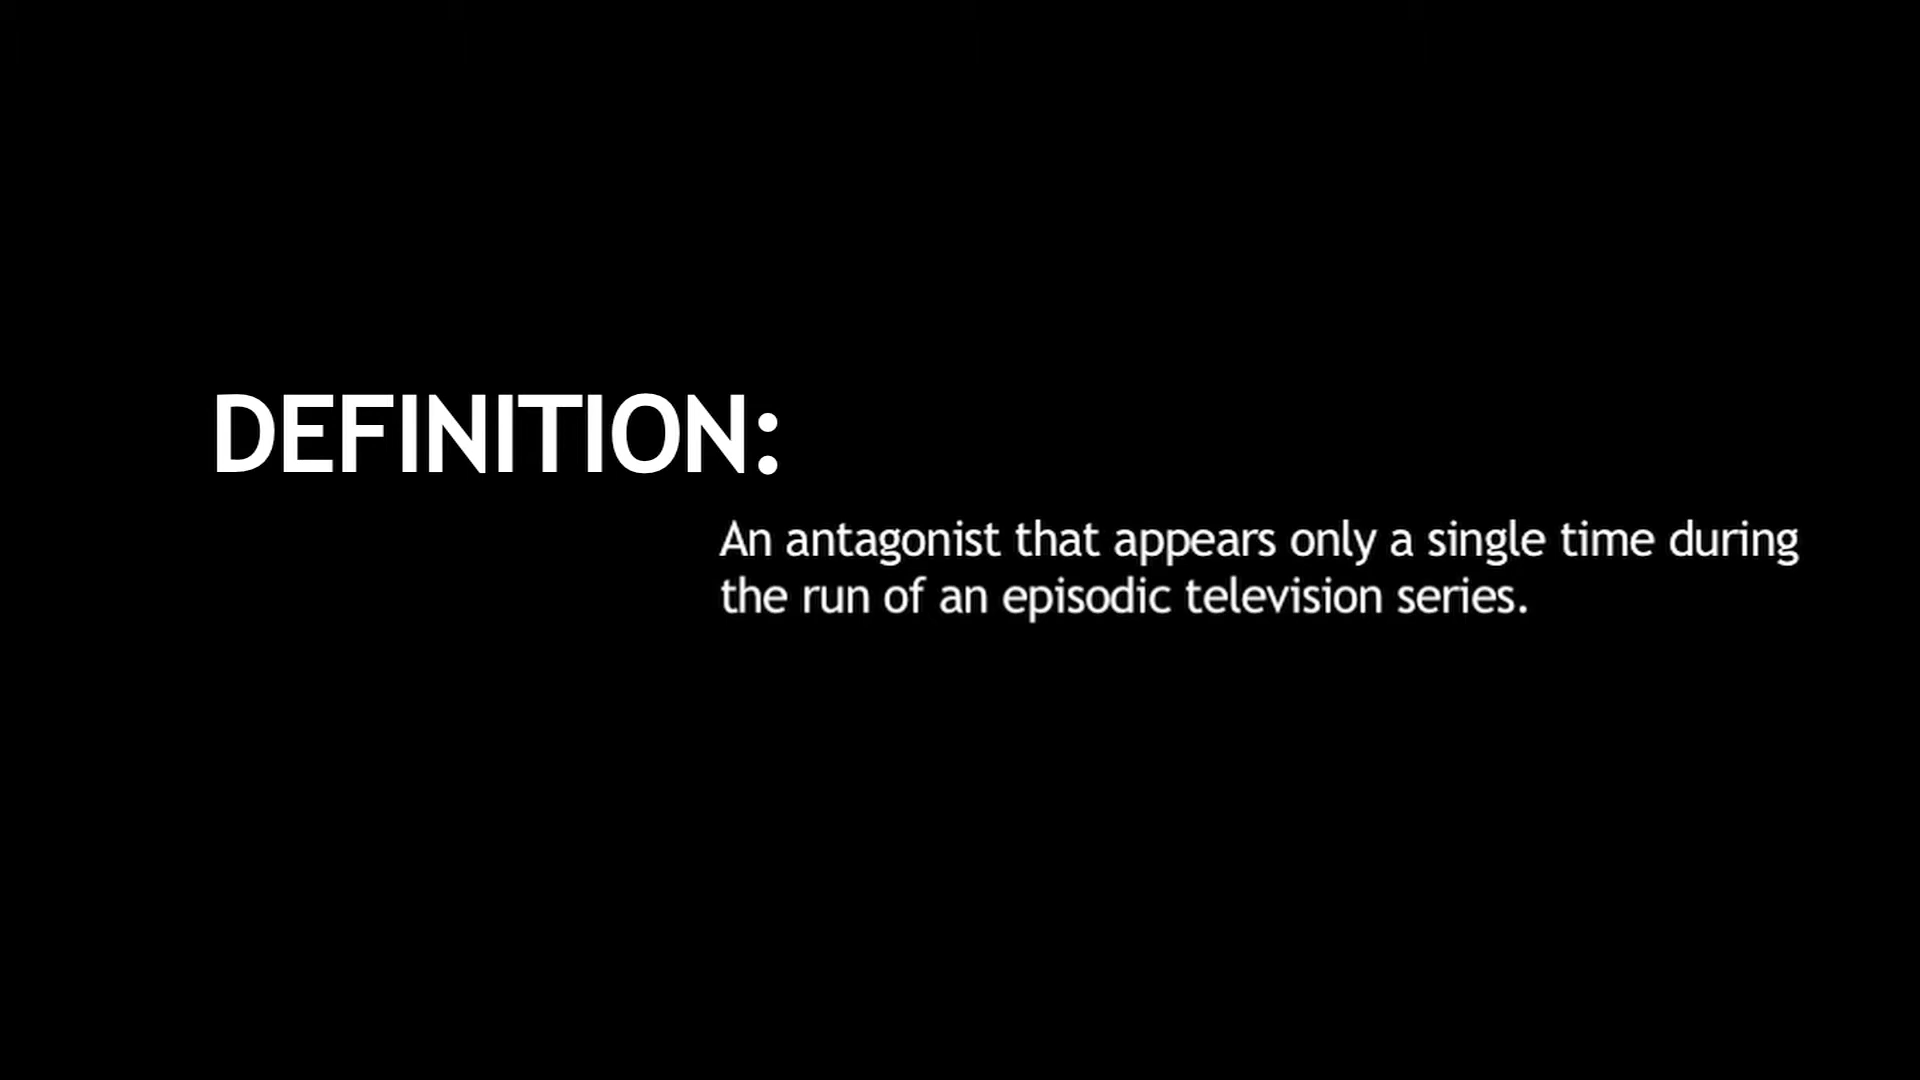 DEFINITION:
An antagonist that appears only a single time during
the run of an episodic television series.